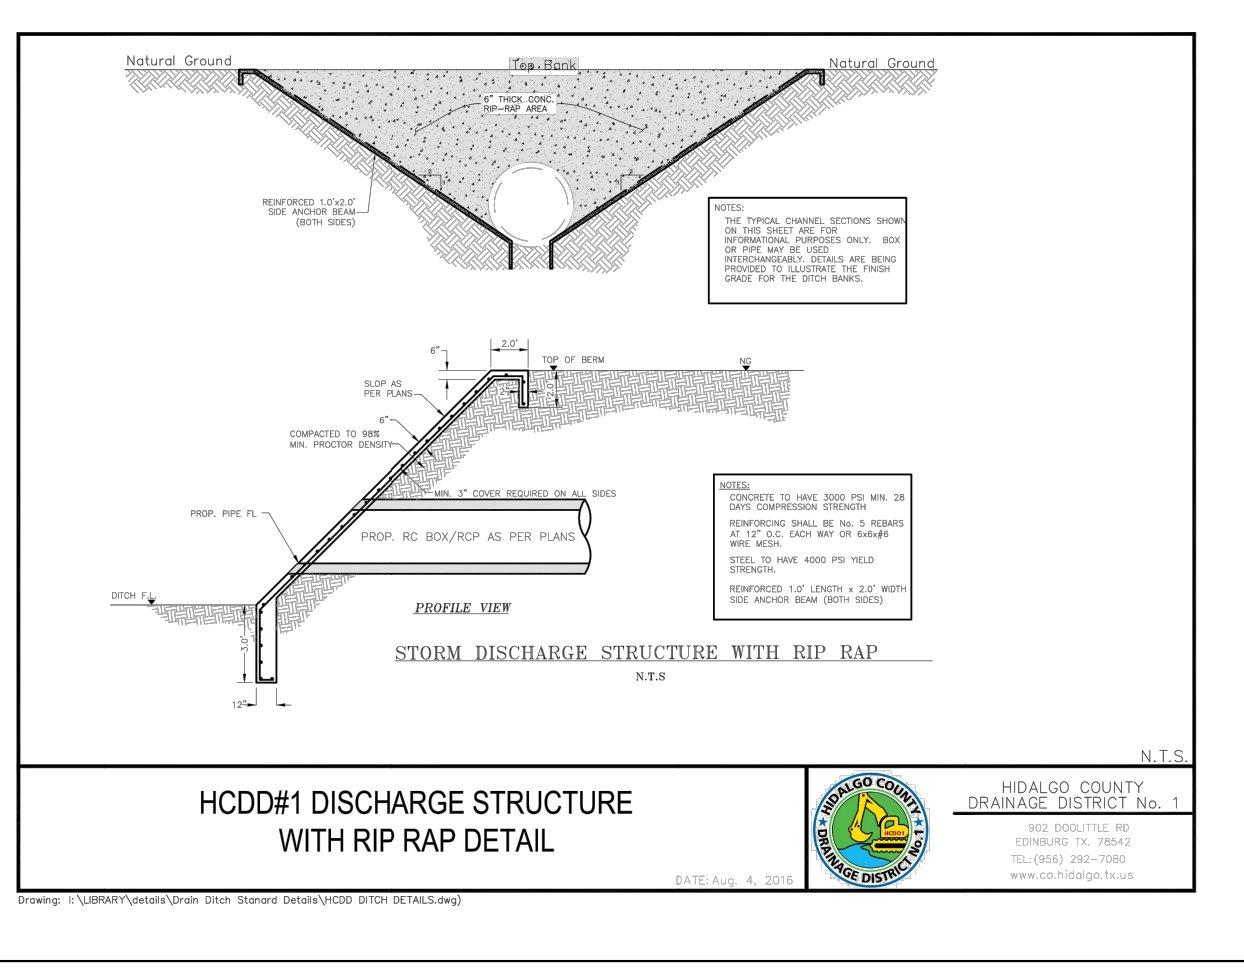 Natural Ground
Top Bank
Natural Ground
6" THICK CONC.
RIP-RAP AREA
2
1
2
1
REINFORCED 1.0'x2.0'
SIDE ANCHOR BEAM
(BOTH SIDES)
NOTES:
THE TYPICAL CHANNEL SECTIONS SHOWN
ON THIS SHEET ARE FOR
INFORMATIONAL PURPOSES ONLY. BOX
OR PIPE MAY BE USED
INTERCHANGEABLY. DETAILS ARE BEING
PROVIDED TO ILLUSTRATE THE FINISH
GRADE FOR THE DITCH BANKS.
6"
2.0'
TOP OF BERM
NG
SLOP AS
PER PLANS
2.0'
6"
COMPACTED TO 98%
MIN. PROCTOR DENSITY
MIN. 3" COVER REQUIRED ON ALL SIDES
PROP. PIPE FL
PROP. RC BOX/RCP AS PER PLANS
NOTES:
CONCRETE TO HAVE 3000 PSI MIN. 28
DAYS COMPRESSION STRENGTH
REINFORCING SHALL BE No. 5 REBARS
AT 12" O.C. EACH WAY OR 6x6x#6
WIRE MESH.
STEEL TO HAVE 4000 PSI YIELD
STRENGTH.
REINFORCED 1.0' LENGTH x 2.0' WIDTH
SIDE ANCHOR BEAM (BOTH SIDES)
DITCH F.L.
3.0'
12"
PROFILE VIEW
STORM DISCHARGE STRUCTURE WITH RIP RAP
N.T.S
N.T.S.
HCDD#1 DISCHARGE STRUCTURE
WITH RIP RAP DETAIL
DATE: Aug. 4, 2016
HIDALGO COUNTY
HCDD1
DRAINAGE DISTRICT No. 1
HIDALGO COUNTY
DRAINAGE DISTRICT No. 1
902 DOOLITTLE RD
EDINBURG TX. 78542
TEL: (956) 292-7080
www.co.hidalgo.tx.us
Drawing: I:\LIBRARY\details\Drain Ditch Stanard Details\HCDD DITCH DETAILS.dwg)